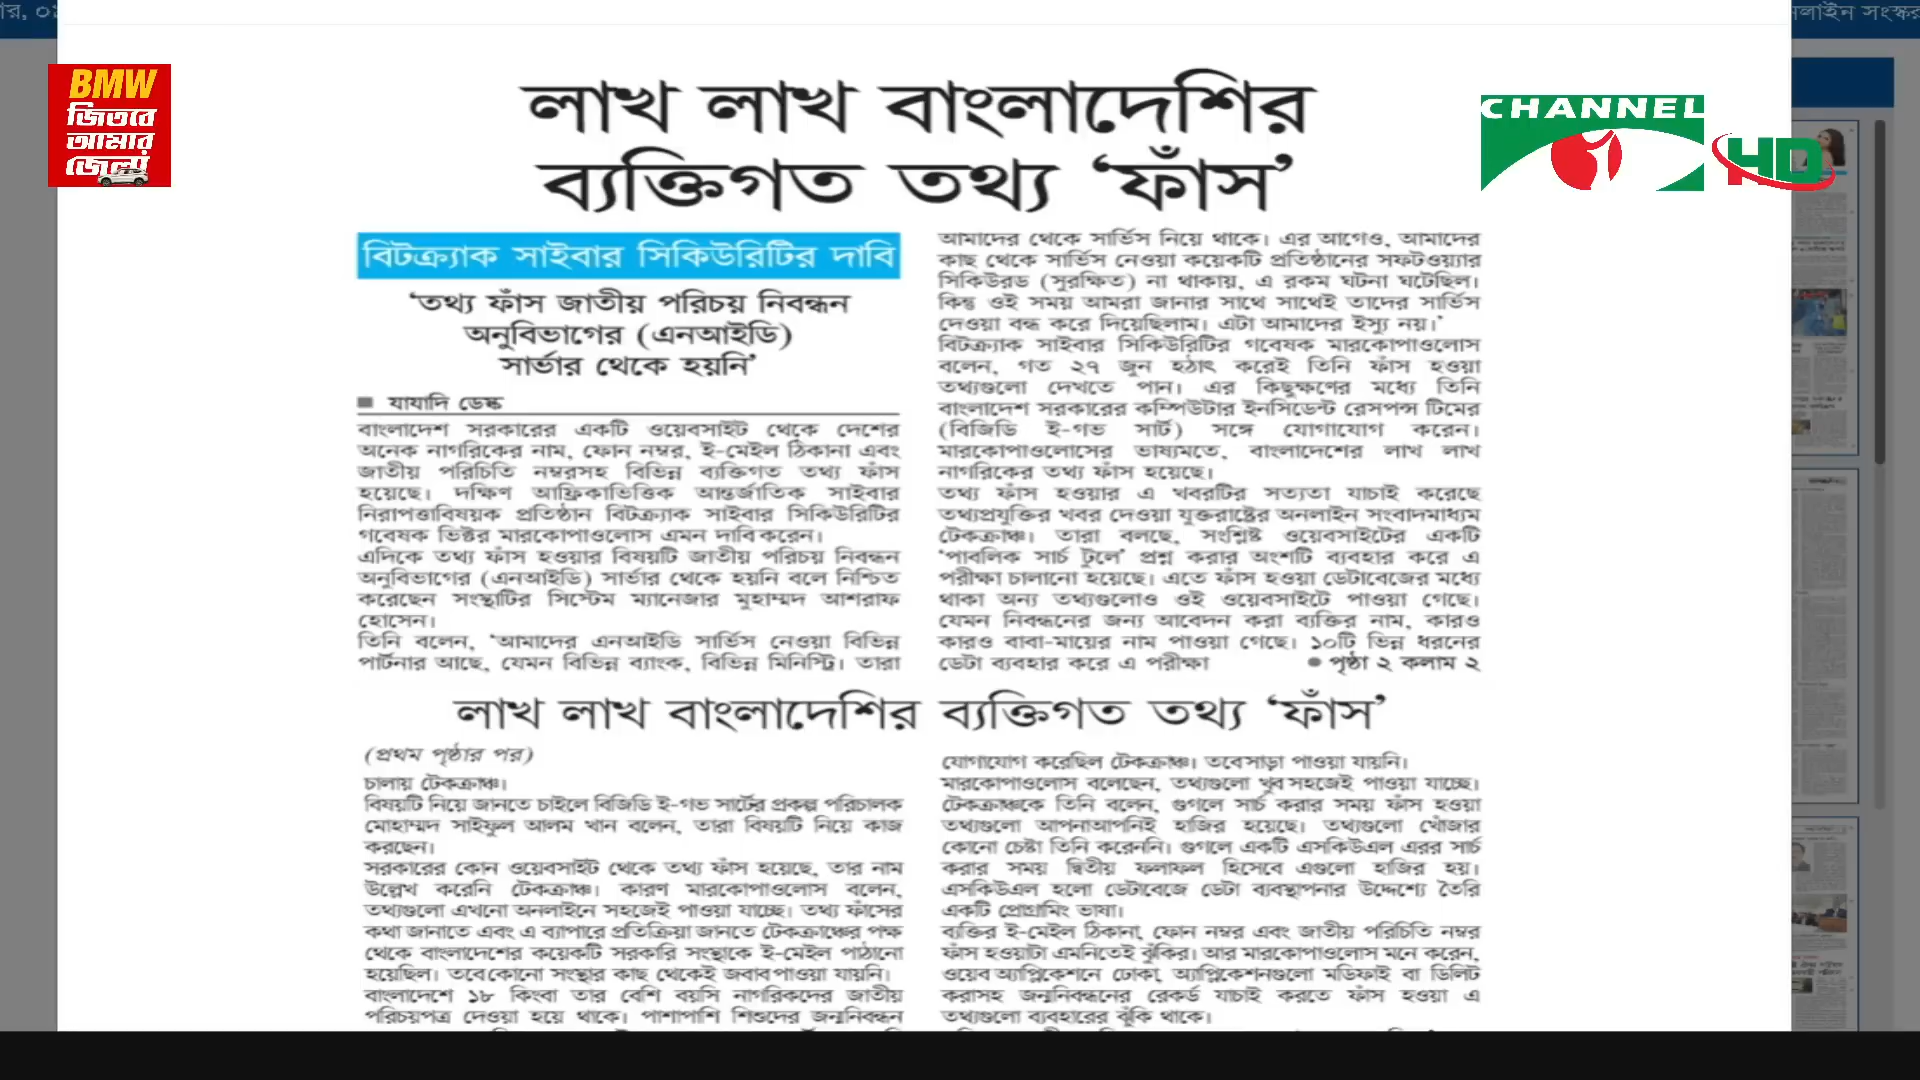 ার, ০১
নলাইন সংস্কর
BMW
জিতবে
আমার
জেলা
CHANNEL
i
HD
লাখ লাখ বাংলাদেশির
ব্যক্তিগত তথ্য ‘ফাঁস’
বিটক্র্যাক সাইবার সিকিউরিটির দাবি
‘তথ্য ফাঁস জাতীয় পরিচয় নিবন্ধন
অনুবিভাগের (এনআইডি)
সার্ভার থেকে হয়নি’
■ যাযাদি ডেস্ক
বাংলাদেশ সরকারের একটি ওয়েবসাইট থেকে দেশের
অনেক নাগরিকের নাম, ফোন নম্বর, ই-মেইল ঠিকানা এবং
জাতীয় পরিচিতি নম্বরসহ বিভিন্ন ব্যক্তিগত তথ্য ফাঁস
হয়েছে। দক্ষিণ আফ্রিকাভিত্তিক আন্তর্জাতিক সাইবার
নিরাপত্তাবিষয়ক প্রতিষ্ঠান বিটক্র্যাক সাইবার সিকিউরিটির
গবেষক ভিক্টর মারকোপাওলোস এমন দাবি করেন।
এদিকে তথ্য ফাঁস হওয়ার বিষয়টি জাতীয় পরিচয় নিবন্ধন
অনুবিভাগের (এনআইডি) সার্ভার থেকে হয়নি বলে নিশ্চিত
করেছেন সংস্থাটির সিস্টেম ম্যানেজার মুহাম্মদ আশরাফ
হোসেন।
তিনি বলেন, ‘আমাদের এনআইডি সার্ভিস নেওয়া বিভিন্ন
পার্টনার আছে, যেমন বিভিন্ন ব্যাংক, বিভিন্ন মিনিস্ট্রি। তারা
আমাদের থেকে সার্ভিস নিয়ে থাকে। এর আগেও, আমাদের
কাছ থেকে সার্ভিস নেওয়া কয়েকটি প্রতিষ্ঠানের সফটওয়্যার
সিকিউরড (সুরক্ষিত) না থাকায়, এ রকম ঘটনা ঘটেছিল।
কিন্তু ওই সময় আমরা জানার সাথে সাথেই তাদের সার্ভিস
দেওয়া বন্ধ করে দিয়েছিলাম। এটা আমাদের ইস্যু নয়।’
বিটক্র্যাক সাইবার সিকিউরিটির গবেষক মারকোপাওলোস
বলেন, গত ২৭ জুন হঠাৎ করেই তিনি ফাঁস হওয়া
তথ্যগুলো দেখতে পান। এর কিছুক্ষণের মধ্যে তিনি
বাংলাদেশ সরকারের কম্পিউটার ইনসিডেন্ট রেসপন্স টিমের
(বিজিডি ই-গভ সার্ট) সঙ্গে যোগাযোগ করেন।
মারকোপাওলোসের ভাষ্যমতে, বাংলাদেশের লাখ লাখ
নাগরিকের তথ্য ফাঁস হয়েছে।
তথ্য ফাঁস হওয়ার এ খবরটির সত্যতা যাচাই করেছে
তথ্যপ্রযুক্তির খবর দেওয়া যুক্তরাষ্ট্রের অনলাইন সংবাদমাধ্যম
টেকক্রাঞ্চ। তারা বলছে, সংশ্লিষ্ট ওয়েবসাইটের একটি
‘পাবলিক সার্চ টুলে’ প্রশ্ন করার অংশটি ব্যবহার করে এ
পরীক্ষা চালানো হয়েছে। এতে ফাঁস হওয়া ডেটাবেজের মধ্যে
থাকা অন্য তথ্যগুলোও ওই ওয়েবসাইটে পাওয়া গেছে।
যেমন নিবন্ধনের জন্য আবেদন করা ব্যক্তির নাম, কারও
কারও বাবা-মায়ের নাম পাওয়া গেছে। ১০টি ভিন্ন ধরনের
ডেটা ব্যবহার করে এ পরীক্ষা ● পৃষ্ঠা ২ কলাম ২
লাখ লাখ বাংলাদেশির ব্যক্তিগত তথ্য ‘ফাঁস’
(প্রথম পৃষ্ঠার পর)
চালায় টেকক্রাঞ্চ।
বিষয়টি নিয়ে জানতে চাইলে বিজিডি ই-গভ সার্টের প্রকল্প পরিচালক
মোহাম্মদ সাইফুল আলম খান বলেন, তারা বিষয়টি নিয়ে কাজ
করছেন।
সরকারের কোন ওয়েবসাইট থেকে তথ্য ফাঁস হয়েছে, তার নাম
উল্লেখ করেনি টেকক্রাঞ্চ। কারণ মারকোপাওলোস বলেন,
তথ্যগুলো এখনো অনলাইনে সহজেই পাওয়া যাচ্ছে। তথ্য ফাঁসের
কথা জানাতে এবং এ ব্যাপারে প্রতিক্রিয়া জানতে টেকক্রাঞ্চের পক্ষ
থেকে বাংলাদেশের কয়েকটি সরকারি সংস্থাকে ই-মেইল পাঠানো
হয়েছিল। তবে কোনো সংস্থার কাছ থেকেই জবাব পাওয়া যায়নি।
বাংলাদেশে ১৮ কিংবা তার বেশি বয়সি নাগরিকদের জাতীয়
পরিচয়পত্র দেওয়া হয়ে থাকে। পাশাপাশি শিশুদের জন্মনিবন্ধন
যোগাযোগ করেছিল টেকক্রাঞ্চ। তবে সাড়া পাওয়া যায়নি।
মারকোপাওলোস বলেছেন, তথ্যগুলো খুব সহজেই পাওয়া যাচ্ছে।
টেকক্রাঞ্চকে তিনি বলেন, গুগলে সার্চ করার সময় ফাঁস হওয়া
তথ্যগুলো আপনাআপনিই হাজির হয়েছে। তথ্যগুলো খোঁজার
কোনো চেষ্টা তিনি করেননি। গুগলে একটি এসকিউএল এরর সার্চ
করার সময় দ্বিতীয় ফলাফল হিসেবে এগুলো হাজির হয়।
এসকিউএল হলো ডেটাবেজে ডেটা ব্যবস্থাপনার উদ্দেশ্যে তৈরি
একটি প্রোগ্রামিং ভাষা।
ব্যক্তির ই-মেইল ঠিকানা, ফোন নম্বর এবং জাতীয় পরিচিতি নম্বর
ফাঁস হওয়াটা এমনিতেই ঝুঁকির। আর মারকোপাওলোস মনে করেন,
ওয়েব অ্যাপ্লিকেশনে ঢোকা, অ্যাপ্লিকেশনগুলো মডিফাই বা ডিলিট
করাসহ জন্মনিবন্ধনের রেকর্ড যাচাই করতে ফাঁস হওয়া এ
তথ্যগুলো ব্যবহারের ঝুঁকি থাকে।